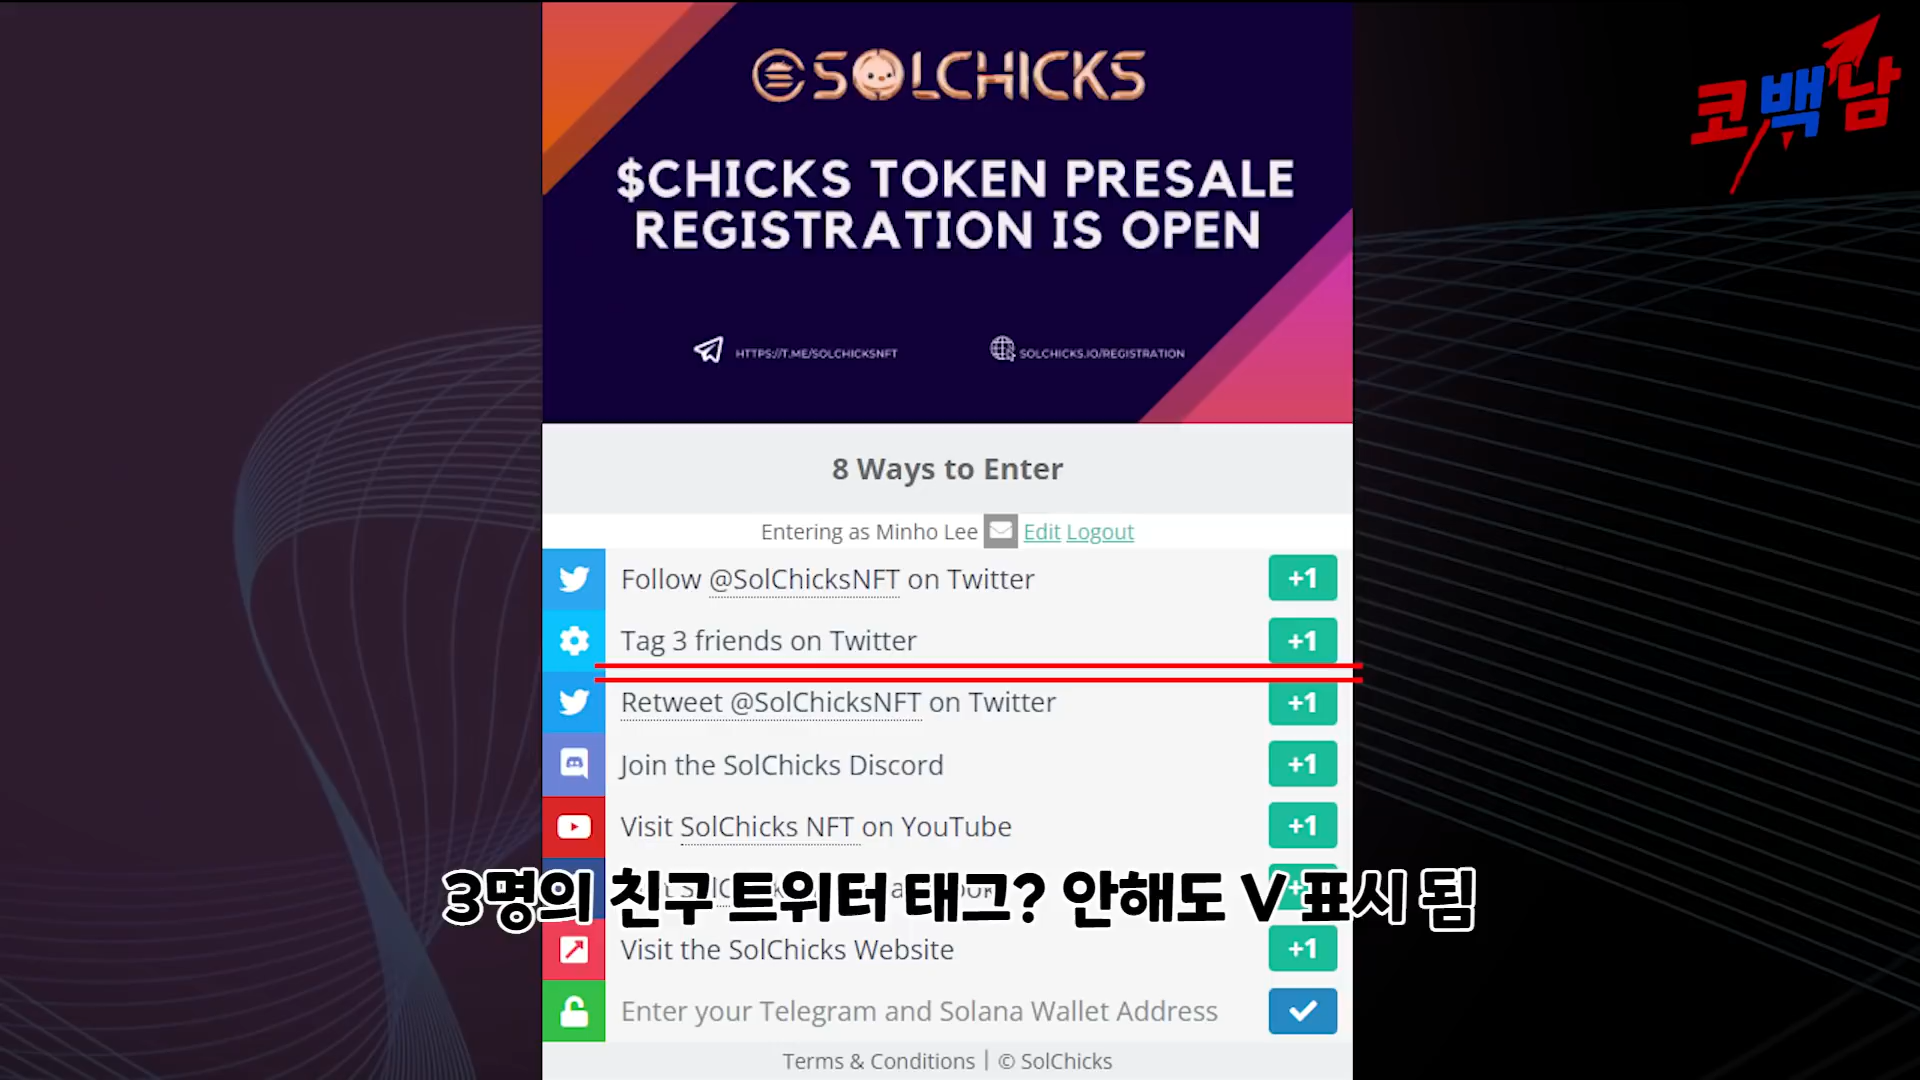 SOLCHICKS
코백남
$CHICKS TOKEN PRESALE
REGISTRATION IS OPEN
HTTPS://T.ME/SOLCHICKSNFT
SOLCHICKS.IO/REGISTRATION
8 Ways to Enter
Entering as Minho Lee Edit Logout
Follow @SolChicksNFT on Twitter +1
Tag 3 friends on Twitter +1
Retweet @SolChicksNFT on Twitter +1
Join the SolChicks Discord +1
Visit SolChicks NFT on YouTube +1
3명의 친구 트위터 태그? 안해도 V 표시 됨
Visit the SolChicks Website +1
Enter your Telegram and Solana Wallet Address
Terms & Conditions | © SolChicks